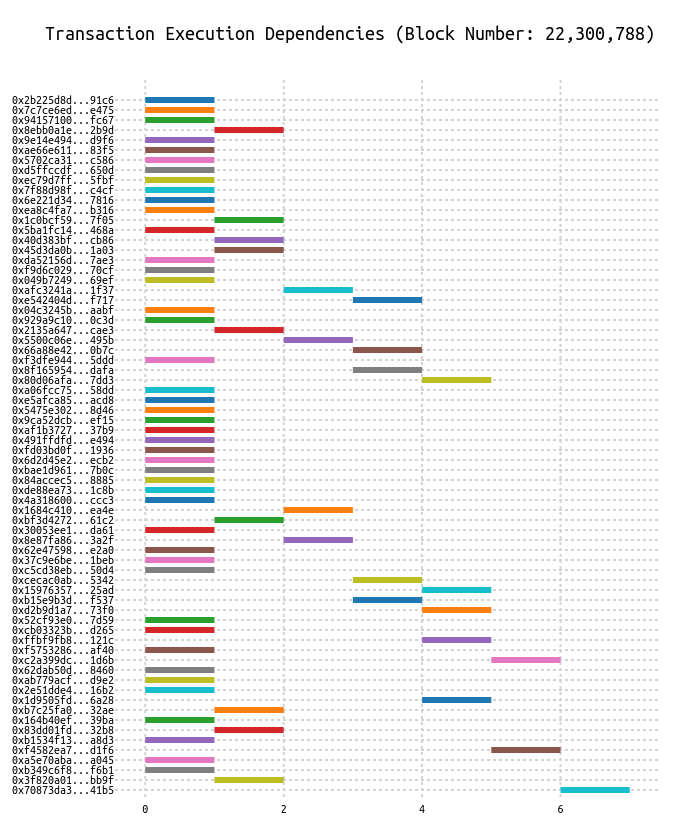 Transaction Execution Dependencies (Block Number: 22,300,788)
0x2b225d8d...91c6
0x7c7ce6ed...e475
0x94157100...fc67
0x8ebb0a1e...2b9d
0x9e14e494...d9f6
0xae66e611...83f5
0x5702ca31...c586
0xd5ffccdf...650d
0xec79d7ff...5fbf
0x7f88d98f...c4cf
0x6e221d34...7816
0xea8c4fa7...b316
0x1c0bcf59...7f05
0x5ba1fc14...468a
0x40d383bf...cb86
0x45d3da0b...1a03
0xda52156d...7ae3
0xf9d6c029...70cf
0x049b7249...69ef
0xafc3241a...1f37
0xe542404d...f717
0x04c3245b...aabf
0x929a9c10...0c3d
0x2135a647...cae3
0x5500c06e...495b
0x66a88e42...0b7c
0xf3dfe944...5ddd
0x8f165954...dafa
0x80d06afa...7dd3
0xa06fcc75...58dd
0xe5afca85...acd8
0x5475e302...8d46
0x9ca52dcb...ef15
0xaf1b3727...37b9
0x491ffdfd...e494
0xfd03bd0f...1936
0x6d2d45e2...ecb2
0xbae1d961...7b0c
0x84accec5...8885
0xde88ea73...1c8b
0x4a318600...ccc3
0x1684c410...ea4e
0xbf3d4272...61c2
0x30053ee1...da61
0x8e87fa86...3a2f
0x62e47598...e2a0
0x37c9e6be...1beb
0xc5cd38eb...50d4
0xcecac0ab...5342
0x15976357...25ad
0xb15e9b3d...f537
0xd2b9d1a7...73f0
0x52cf93e0...7d59
0xcb03323b...d265
0xffbf9fb8...121c
0xf5753286...af40
0xc2a399dc...1d6b
0x62dab50d...8460
0xab779acf...d9e2
0x2e51dde4...16b2
0x1d9505fd...6a28
0xb7c25fa0...32ae
0x164b40ef...39ba
0x83dd01fd...32b8
0xb1534f13...a8d3
0xf4582ea7...d1f6
0xa5e70aba...a045
0xb349c6f8...f6b1
0x3f820a01...bb9f
0x70873da3...41b5
0 2 4 6